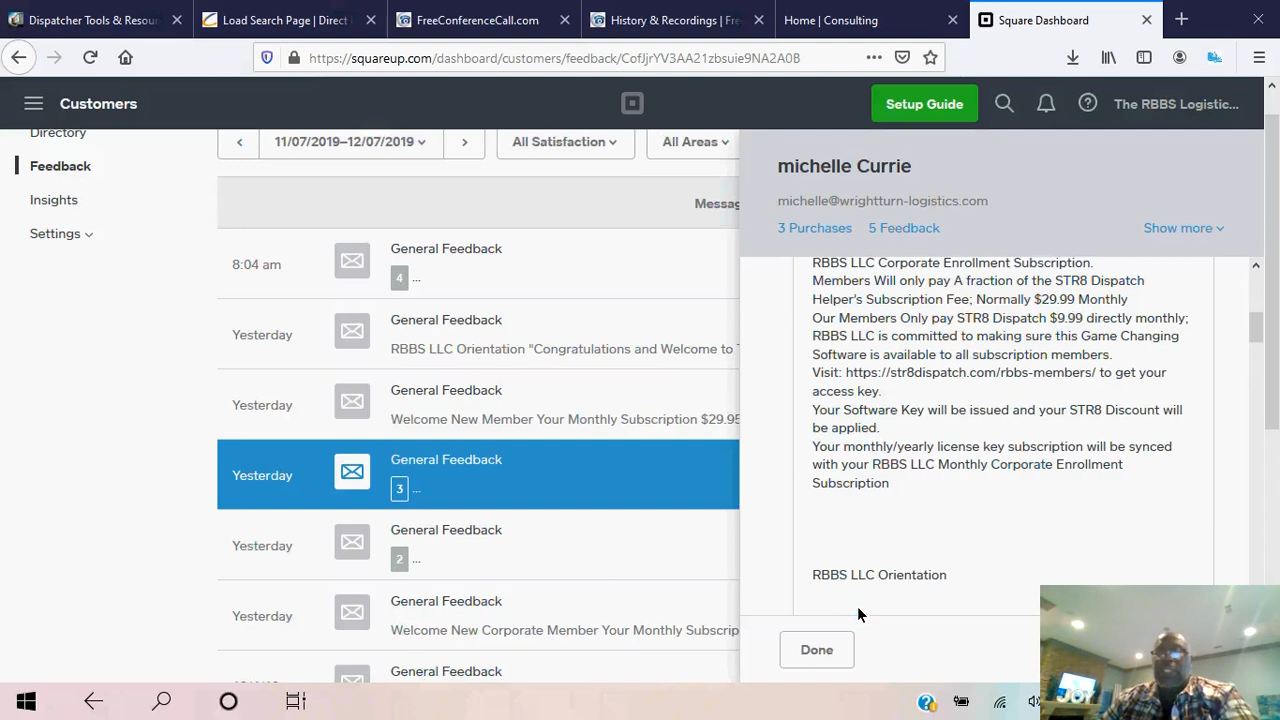 Dispatcher Tools & Resour
Load Search Page | Direct
FreeConferenceCall.com
History & Recordings | Fre
Home | Consulting
Square Dashboard
https://squareup.com/dashboard/customers/feedback/CofJjrYV3AA21zbsuie9NA2A0B
Customers
Setup Guide
The RBBS Logistic...
Directory
Feedback
Insights
Settings
11/07/2019–12/07/2019
All Satisfaction
All Areas
Messag
8:04 am
General Feedback
4 ...
Yesterday
General Feedback
RBBS LLC Orientation "Congratulations and Welcome to T
Yesterday
General Feedback
Welcome New Member Your Monthly Subscription $29.95
Yesterday
General Feedback
3 ...
Yesterday
General Feedback
2 ...
Yesterday
General Feedback
Welcome New Corporate Member Your Monthly Subscrip
General Feedback
michelle Currie
michelle@wrightturn-logistics.com
3 Purchases
5 Feedback
Show more
RBBS LLC Corporate Enrollment Subscription.
Members Will only pay A fraction of the STR8 Dispatch
Helper's Subscription Fee; Normally $29.99 Monthly
Our Members Only pay STR8 Dispatch $9.99 directly monthly;
RBBS LLC is committed to making sure this Game Changing
Software is available to all subscription members.
Visit: https://str8dispatch.com/rbbs-members/ to get your
access key.
Your Software Key will be issued and your STR8 Discount will
be applied.
Your monthly/yearly license key subscription will be synced
with your RBBS LLC Monthly Corporate Enrollment
Subscription
RBBS LLC Orientation
Done